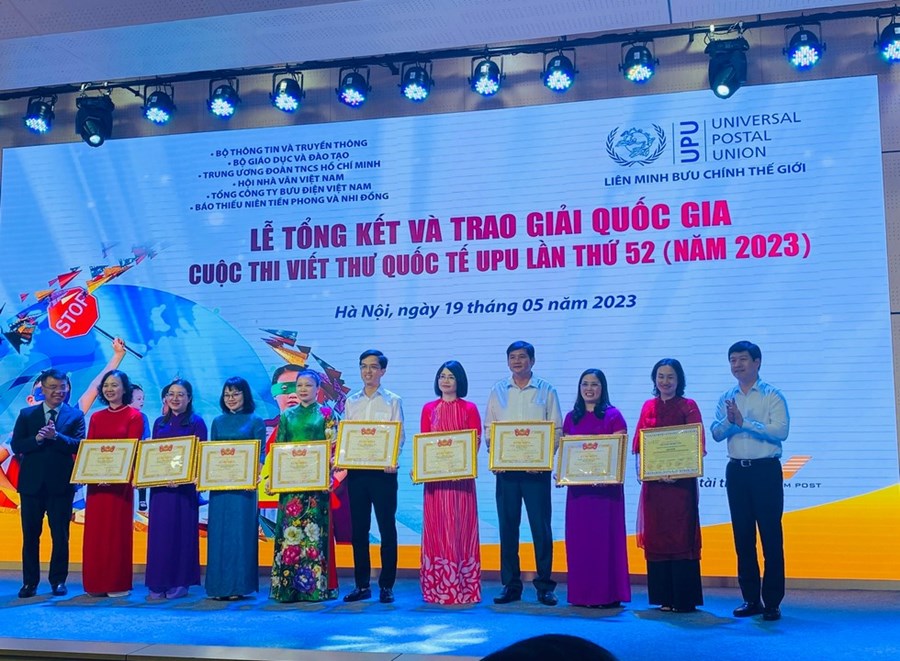 • BỘ THÔNG TIN VÀ TRUYỀN THÔNG
• BỘ GIÁO DỤC VÀ ĐÀO TẠO
• TRUNG ƯƠNG ĐOÀN TNCS HỒ CHÍ MINH
• HỘI NHÀ VĂN VIỆT NAM
• TỔNG CÔNG TY BƯU ĐIỆN VIỆT NAM
• BÁO THIẾU NIÊN TIỀN PHONG VÀ NHI ĐỒNG
UPU
UNIVERSAL
POSTAL
UNION
LIÊN MINH BƯU CHÍNH THẾ GIỚI
LỄ TỔNG KẾT VÀ TRAO GIẢI QUỐC GIA
CUỘC THI VIẾT THƯ QUỐC TẾ UPU LẦN THỨ 52 (NĂM 2023)
Hà Nội, ngày 19 tháng 05 năm 2023
STOP
tài
M POST